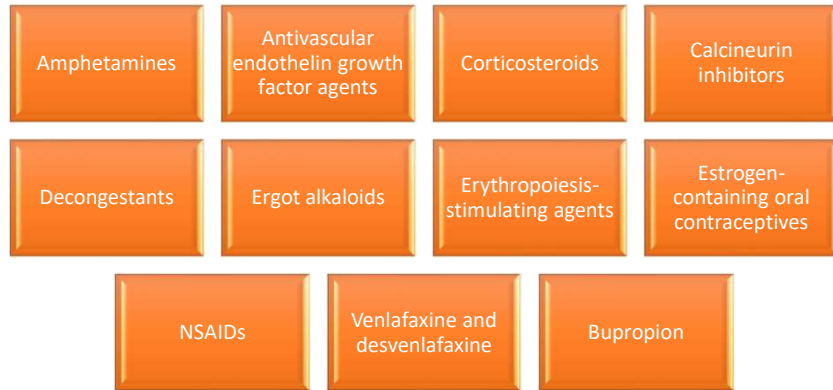 Amphetamines
Antivascular
endothelin growth
factor agents
Corticosteroids
Calcineurin
inhibitors
Decongestants
Ergot alkaloids
Erythropoiesis-
stimulating agents
Estrogen-
containing oral
contraceptives
NSAIDs
Venlafaxine and
desvenlafaxine
Bupropion